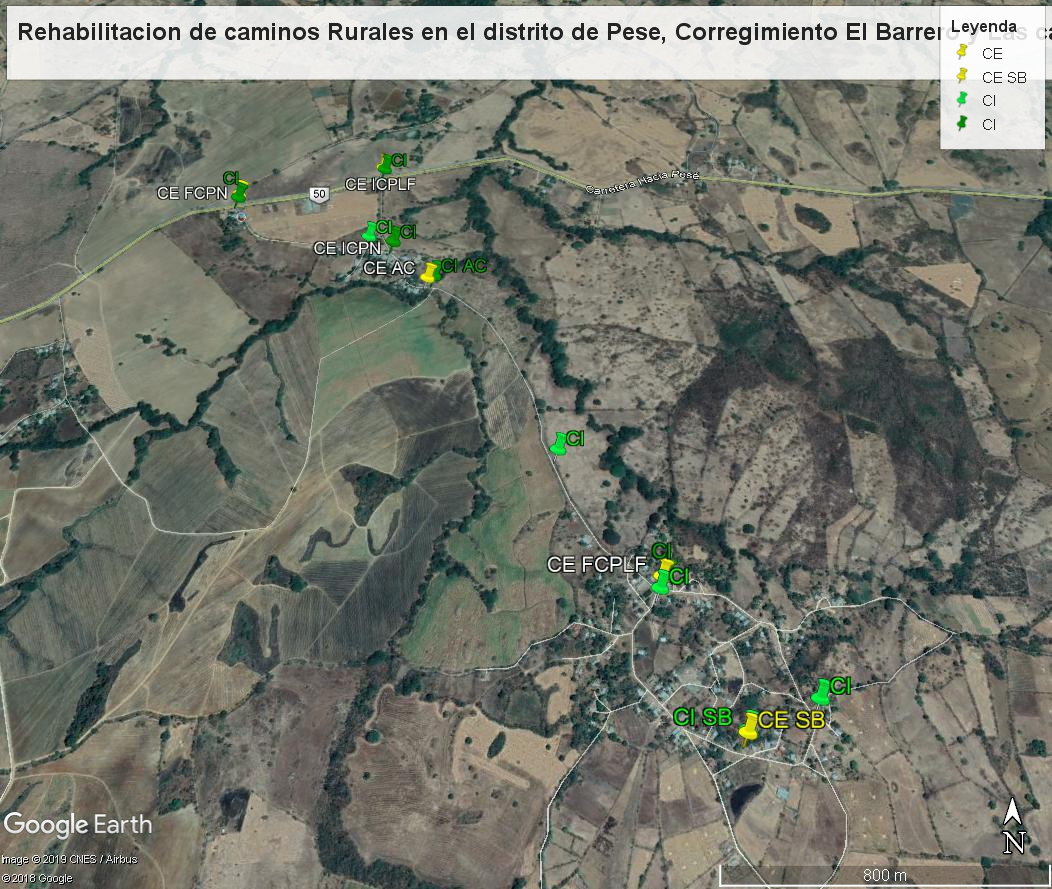 Rehabilitacion de caminos Rurales en el distrito de Pese, Corregimiento El Barrero y Las ca
Leyenda
CE
CE SB
CI
CI
CI
CE ICPLF
CI
CE FCPN
50
Carretera Hacia Pesé
CI
CI
CE ICPN
CE AC
CI AC
CI
CI
CE FCPLF
CI
CI
CI SB
CE SB
Google Earth
N
Image © 2019 CNES / Airbus
© 2018 Google
800 m